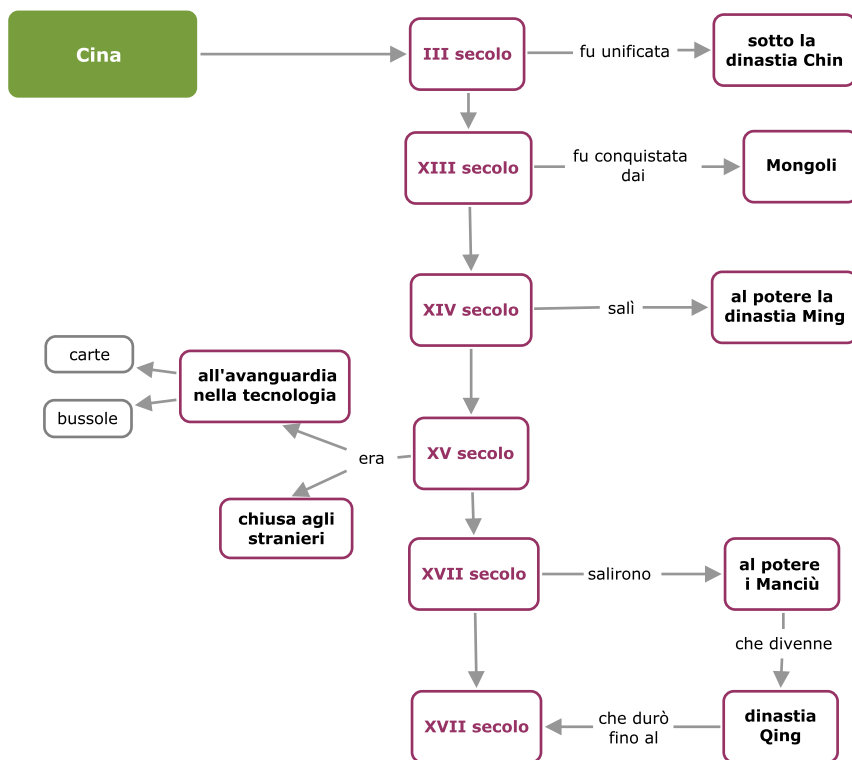 Cina
III secolo
fu unificata
sotto la
dinastia Chin
XIII secolo
fu conquistata
dai
Mongoli
XIV secolo
salì
al potere la
dinastia Ming
carte
bussole
all'avanguardia
nella tecnologia
XV secolo
era
chiusa agli
stranieri
XVII secolo
salirono
al potere
i Manciù
che divenne
dinastia
Qing
che durò
fino al
XVII secolo